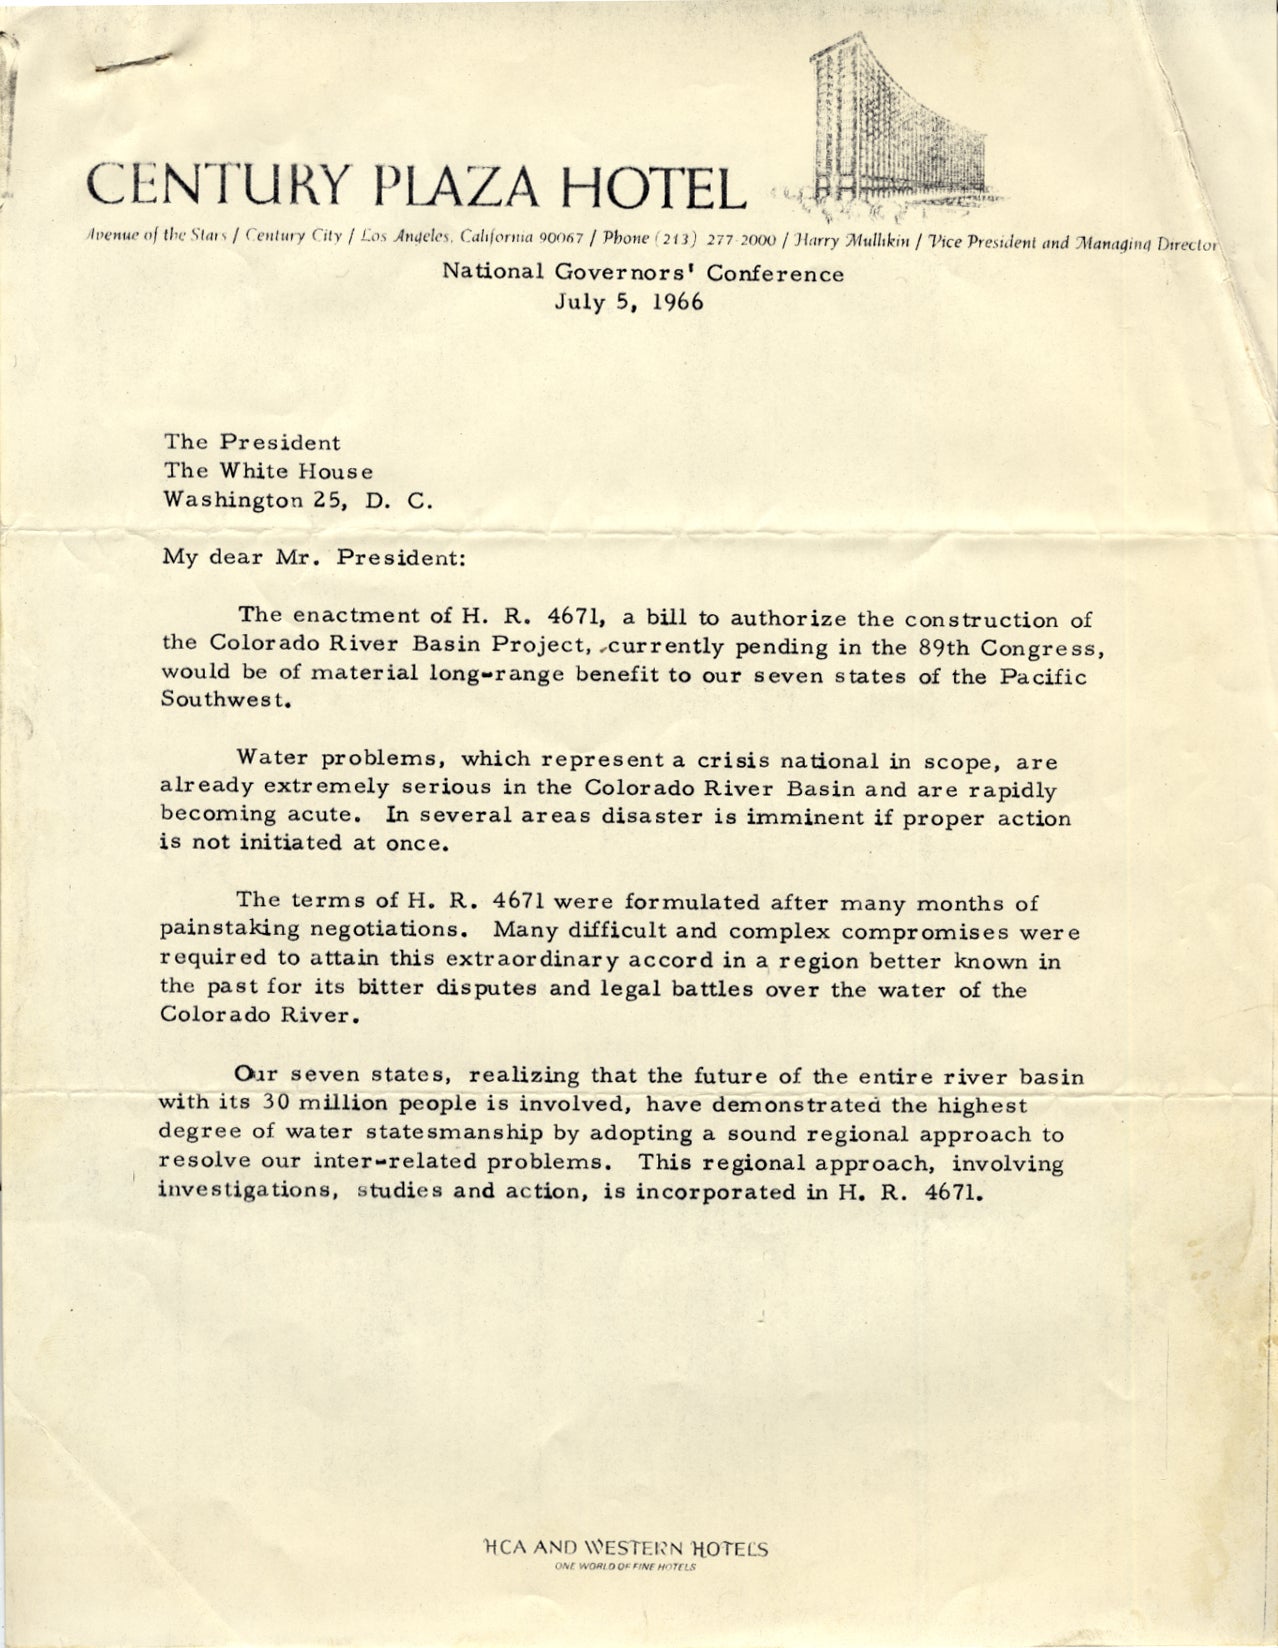 CENTURY PLAZA HOTEL
Avenue of the Stars / Century City / Los Angeles, California 90067 / Phone (213) 277-2000 / Harry Mullikin / Vice President and Managing Director
National Governors' Conference
July 5, 1966
The President
The White House
Washington 25, D. C.
My dear Mr. President:
The enactment of H. R. 4671, a bill to authorize the construction of
the Colorado River Basin Project, currently pending in the 89th Congress,
would be of material long-range benefit to our seven states of the Pacific
Southwest.
Water problems, which represent a crisis national in scope, are
already extremely serious in the Colorado River Basin and are rapidly
becoming acute. In several areas disaster is imminent if proper action
is not initiated at once.
The terms of H. R. 4671 were formulated after many months of
painstaking negotiations. Many difficult and complex compromises were
required to attain this extraordinary accord in a region better known in
the past for its bitter disputes and legal battles over the water of the
Colorado River.
Our seven states, realizing that the future of the entire river basin
with its 30 million people is involved, have demonstrated the highest
degree of water statesmanship by adopting a sound regional approach to
resolve our inter-related problems. This regional approach, involving
investigations, studies and action, is incorporated in H. R. 4671.
HCA AND WESTERN HOTELS
ONE WORLD OF FINE HOTELS